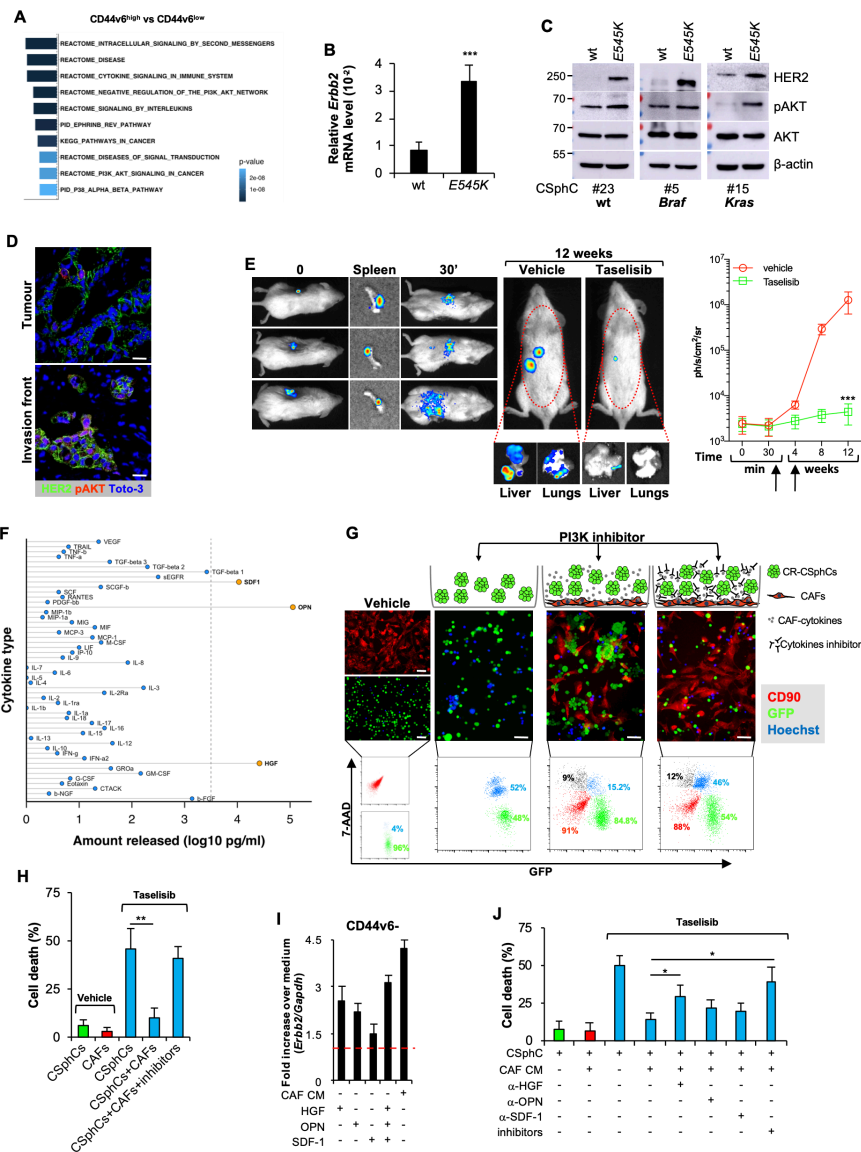 A
CD44v6high vs CD44v6low
REACTOME_INTRACELLULAR_SIGNALING_BY_SECOND_MESSENGERS
REACTOME_DISEASE
REACTOME_CYTOKINE_SIGNALING_IN_IMMUNE_SYSTEM
REACTOME_NEGATIVE_REGULATION_OF_THE_PI3K_AKT_NETWORK
REACTOME_SIGNALING_BY_INTERLEUKINS
PID_EPHRINB_REV_PATHWAY
KEGG_PATHWAYS_IN_CANCER
REACTOME_DISEASES_OF_SIGNAL_TRANSDUCTION
REACTOME_PI3K_AKT_SIGNALING_IN_CANCER
PID_P38_ALPHA_BETA_PATHWAY
p-value
2e-08
1e-08
B
Relative Erbb2
mRNA level (10-2)
4
3
2
1
0
***
wt
E545K
C
wt
E545K
wt
E545K
wt
E545K
250
70
70
55
HER2
pAKT
AKT
β-actin
CSphC
#23
#5
#15
wt
Braf
Kras
D
Tumour
Invasion front
HER2 pAKT Toto-3
E
0
Spleen
30’
12 weeks
Vehicle
Taselisib
Liver
Lungs
Liver
Lungs
vehicle
Taselisib
ph/s/cm2/sr
107
106
105
104
103
***
Time
0
30
4
8
12
min
weeks
F
Cytokine type
VEGF
TRAIL
TNF-b
TNF-a
TGF-beta 3
TGF-beta 2
TGF-beta 1
sEGFR
SDF1
SCGF-b
SCF
RANTES
PDGF-bb
OPN
MIP-1b
MIP-1a
MIG
MIF
MCP-3
MCP-1
M-CSF
LIF
IP-10
IL-9
IL-8
IL-7
IL-6
IL-5
IL-4
IL-3
IL-2Ra
IL-2
IL-1ra
IL-1b
IL-1a
IL-18
IL-17
IL-16
IL-15
IL-13
IL-12
IL-10
IFN-g
IFN-a2
HGF
GROa
GM-CSF
G-CSF
Eotaxin
CTACK
b-NGF
b-FGF
0
1
2
3
4
5
Amount released (log10 pg/ml)
G
PI3K inhibitor
Vehicle
CR-CSphCs
CAFs
CAF-cytokines
Cytokines inhibitor
CD90
GFP
Hoechst
7-AAD
4%
96%
52%
48%
9%
15.2%
91%
84.8%
12%
46%
88%
54%
GFP
H
Cell death (%)
75
50
25
0
Vehicle
Taselisib
**
CSphCs
CAFs
CSphCs
CSphCs+CAFs
CSphCs+CAFs+inhibitors
I
CD44v6-
Fold increase over medium
(Erbb2/Gapdh)
4.5
3
1.5
0
CAF CM - - - - +
HGF + - - + -
OPN - + - + -
SDF-1 - - + + -
J
Taselisib
Cell death (%)
75
50
25
0
*
*
CSphC + + + + + + + +
CAF CM - + - + + + + +
α-HGF - - - - + - - -
α-OPN - - - - - + - -
α-SDF-1 - - - - - - + -
inhibitors - - - - - - - +